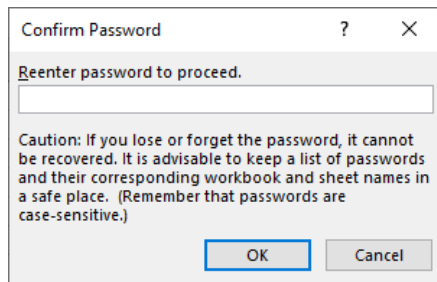 Confirm Password ? ×
Reenter password to proceed.
Caution: If you lose or forget the password, it cannot
be recovered. It is advisable to keep a list of passwords
and their corresponding workbook and sheet names in
a safe place.  (Remember that passwords are
case-sensitive.)
OK Cancel